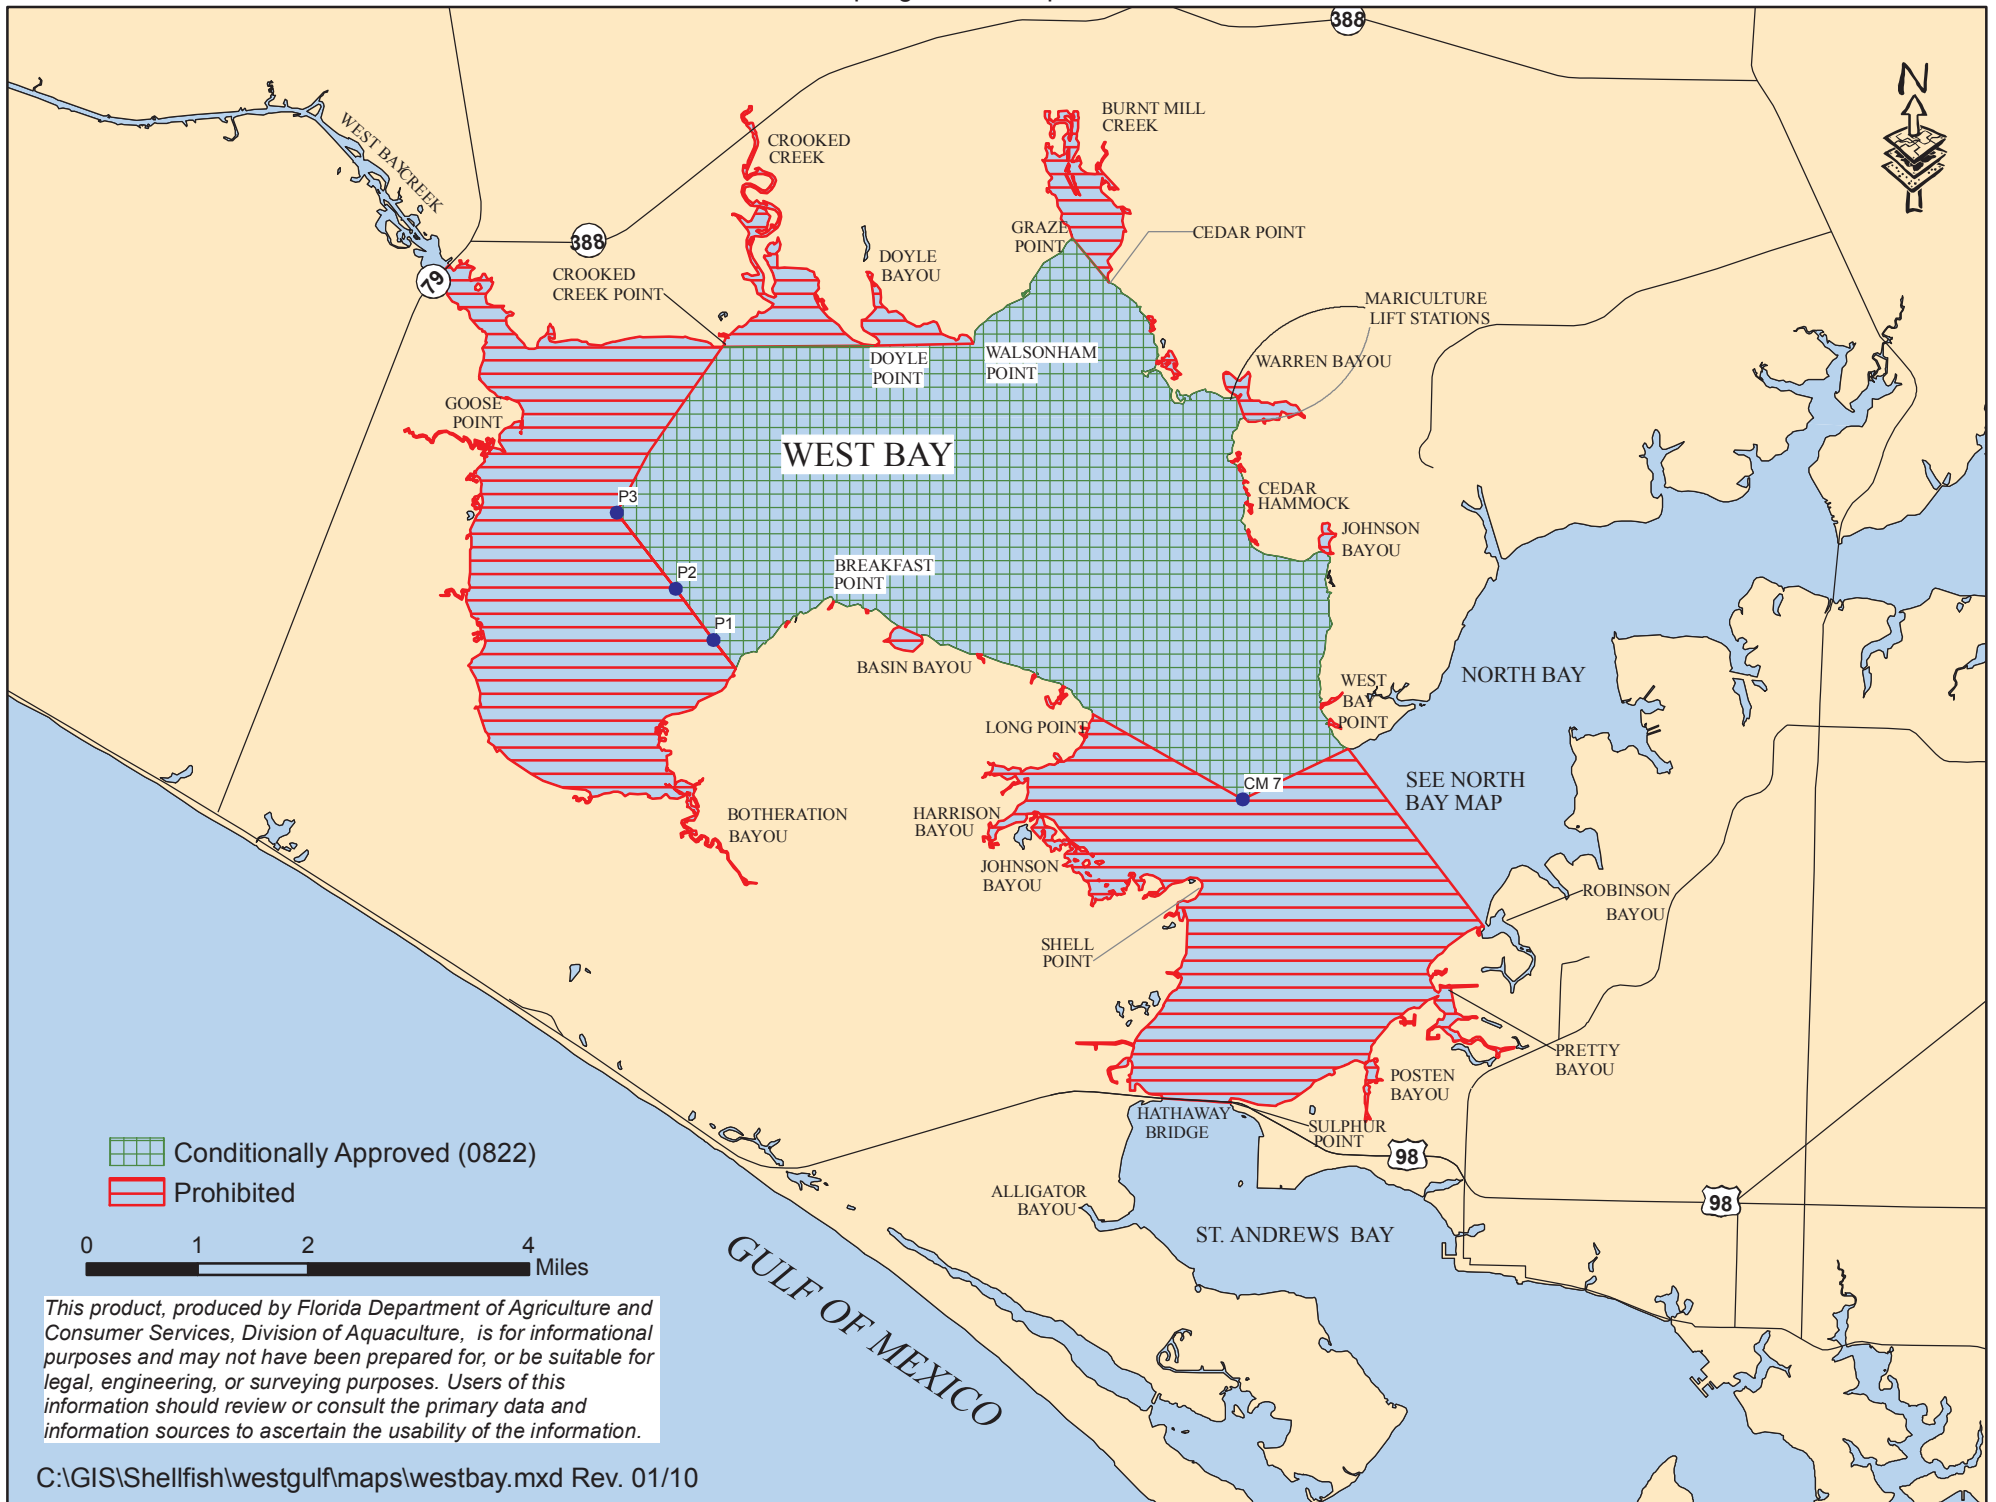 388
N
WEST BAY CREEK
BURNT MILL
CREEK
CROOKED
CREEK
GRAZE
POINT
CEDAR POINT
388
DOYLE
BAYOU
CROOKED
CREEK POINT
79
MARICULTURE
LIFT STATIONS
DOYLE
POINT
WALSONHAM
POINT
WARREN BAYOU
GOOSE
POINT
WEST BAY
CEDAR
HAMMOCK
P3
JOHNSON
BAYOU
P2
BREAKFAST
POINT
P1
BASIN BAYOU
WEST
BAY
POINT
NORTH BAY
LONG POINT
CM 7
SEE NORTH
BAY MAP
BOTHERATION
BAYOU
HARRISON
BAYOU
JOHNSON
BAYOU
ROBINSON
BAYOU
SHELL
POINT
PRETTY
BAYOU
POSTEN
BAYOU
HATHAWAY
BRIDGE
SULPHUR
POINT
98
98
ALLIGATOR
BAYOU
ST. ANDREWS BAY
GULF OF MEXICO
Conditionally Approved (0822)
Prohibited
0 1 2 4
Miles
This product, produced by Florida Department of Agriculture and
Consumer Services, Division of Aquaculture, is for informational
purposes and may not have been prepared for, or be suitable for
legal, engineering, or surveying purposes. Users of this
information should review or consult the primary data and
information sources to ascertain the usability of the information.
C:\GIS\Shellfish\westgulf\maps\westbay.mxd Rev. 01/10